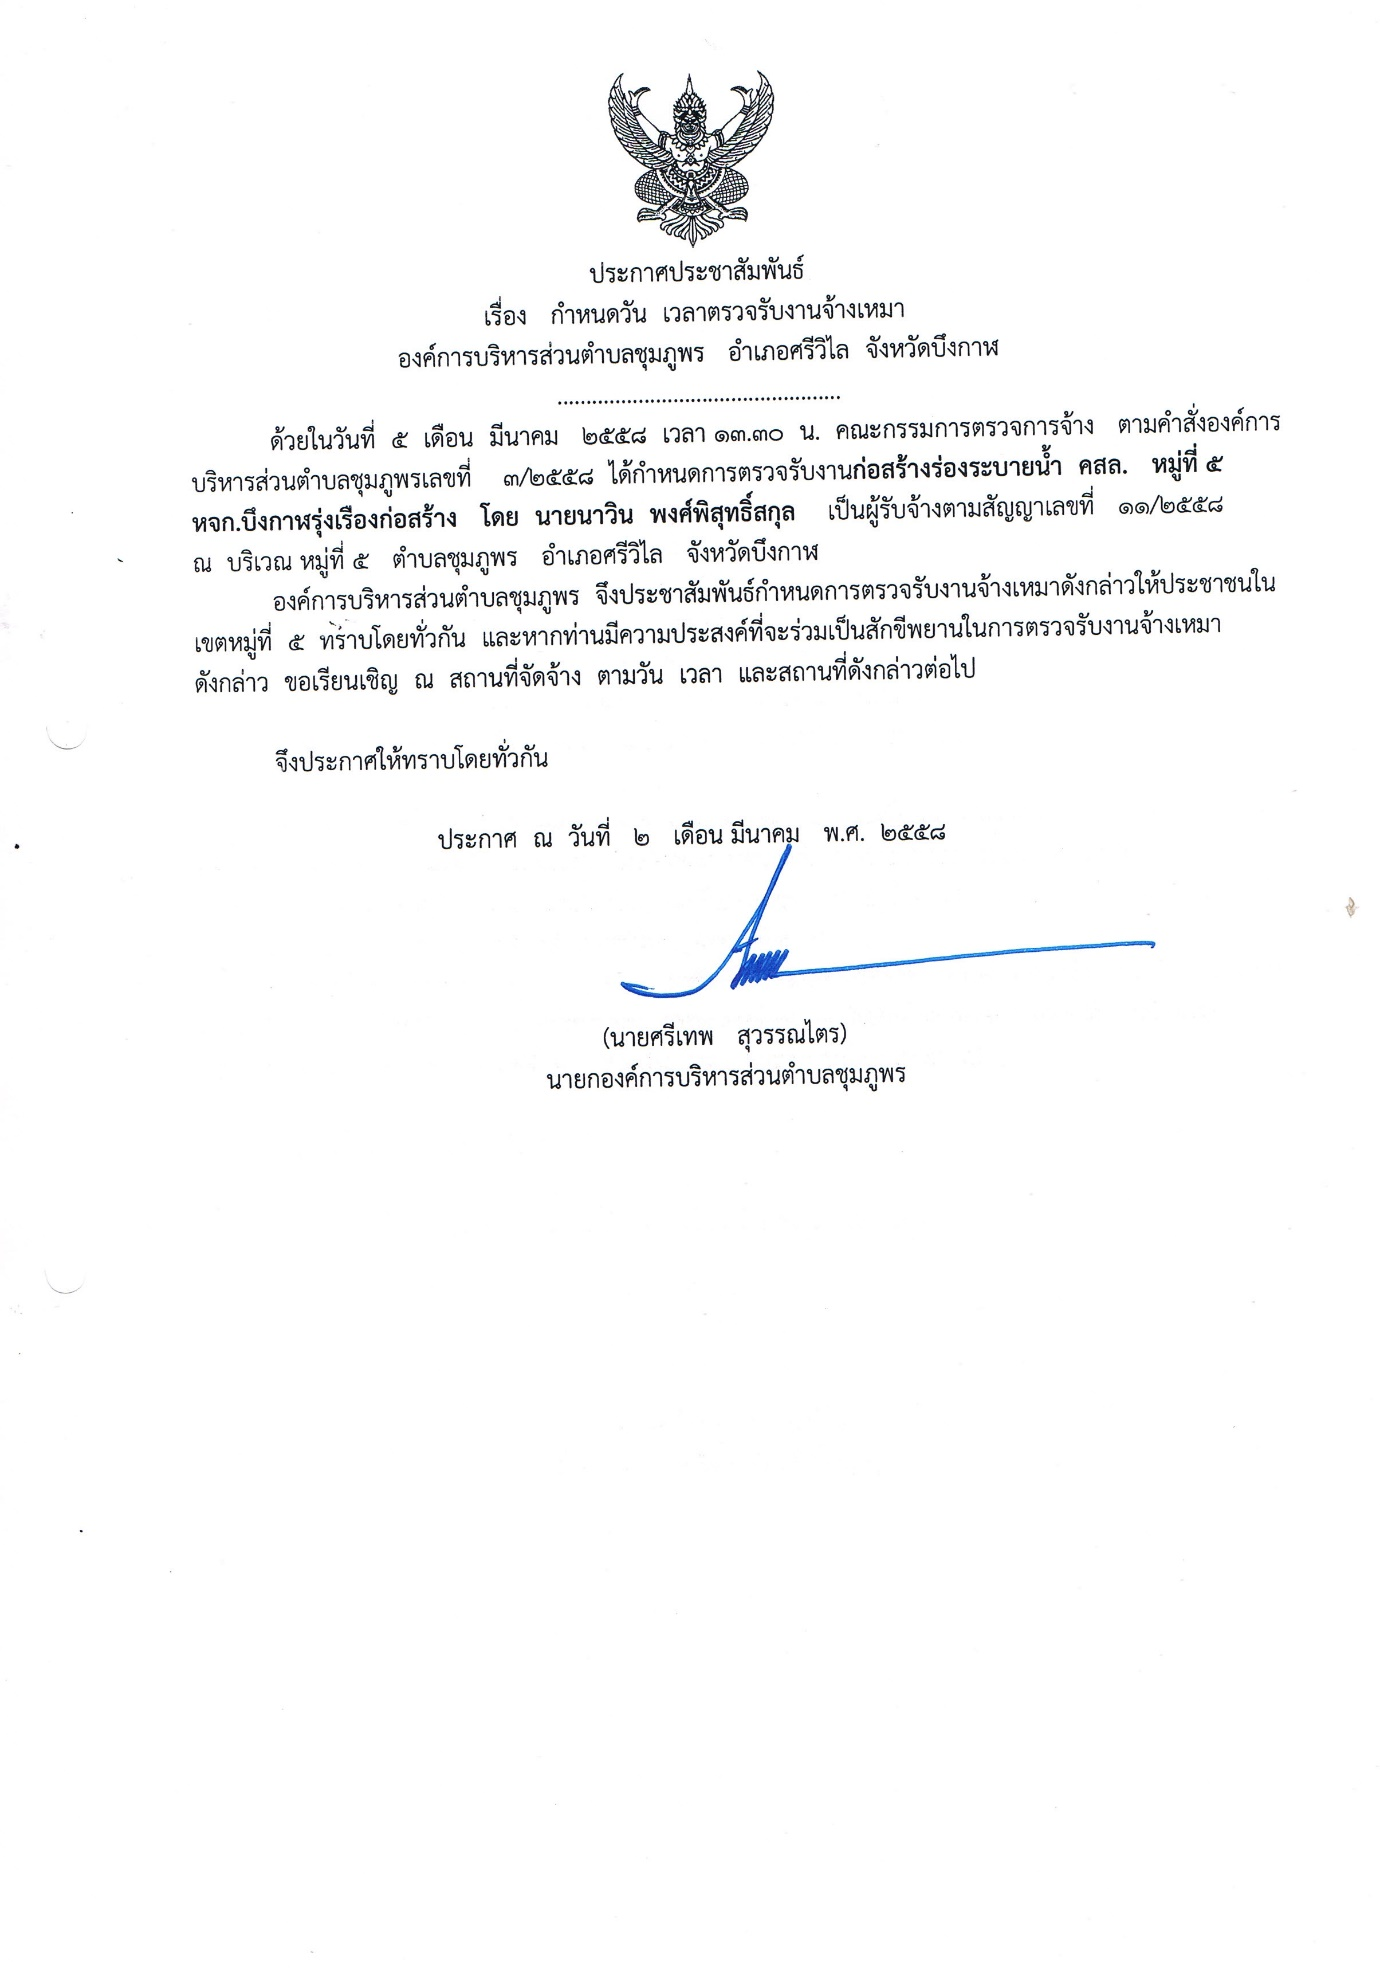 ประกาศประชาสัมพันธ์
เรื่อง กำหนดวัน เวลาตรวจรับงานจ้างเหมา
องค์การบริหารส่วนตำบลชุมภูพร อำเภอศรีวิไล จังหวัดบึงกาฬ
................................................
ด้วยในวันที่ ๕ เดือน มีนาคม ๒๕๕๘ เวลา ๑๓.๓๐ น. คณะกรรมการตรวจการจ้าง ตามคำสั่งองค์การ
บริหารส่วนตำบลชุมภูพรเลขที่ ๓/๒๕๕๘ ได้กำหนดการตรวจรับงานก่อสร้างร่องระบายน้ำ คสล. หมู่ที่ ๕
หจก.บึงกาฬรุ่งเรืองก่อสร้าง โดย นายนาวิน พงศ์พิสุทธิ์สกุล เป็นผู้รับจ้างตามสัญญาเลขที่ ๑๑/๒๕๕๘
ณ บริเวณ หมู่ที่ ๕ ตำบลชุมภูพร อำเภอศรีวิไล จังหวัดบึงกาฬ
องค์การบริหารส่วนตำบลชุมภูพร จึงประชาสัมพันธ์กำหนดการตรวจรับงานจ้างเหมาดังกล่าวให้ประชาชนใน
เขตหมู่ที่ ๕ ทราบโดยทั่วกัน และหากท่านมีความประสงค์ที่จะร่วมเป็นสักขีพยานในการตรวจรับงานจ้างเหมา
ดังกล่าว ขอเรียนเชิญ ณ สถานที่จัดจ้าง ตามวัน เวลา และสถานที่ดังกล่าวต่อไป
จึงประกาศให้ทราบโดยทั่วกัน
ประกาศ ณ วันที่ ๒ เดือน มีนาคม พ.ศ. ๒๕๕๘
(นายศรีเทพ สุวรรณไตร)
นายกองค์การบริหารส่วนตำบลชุมภูพร